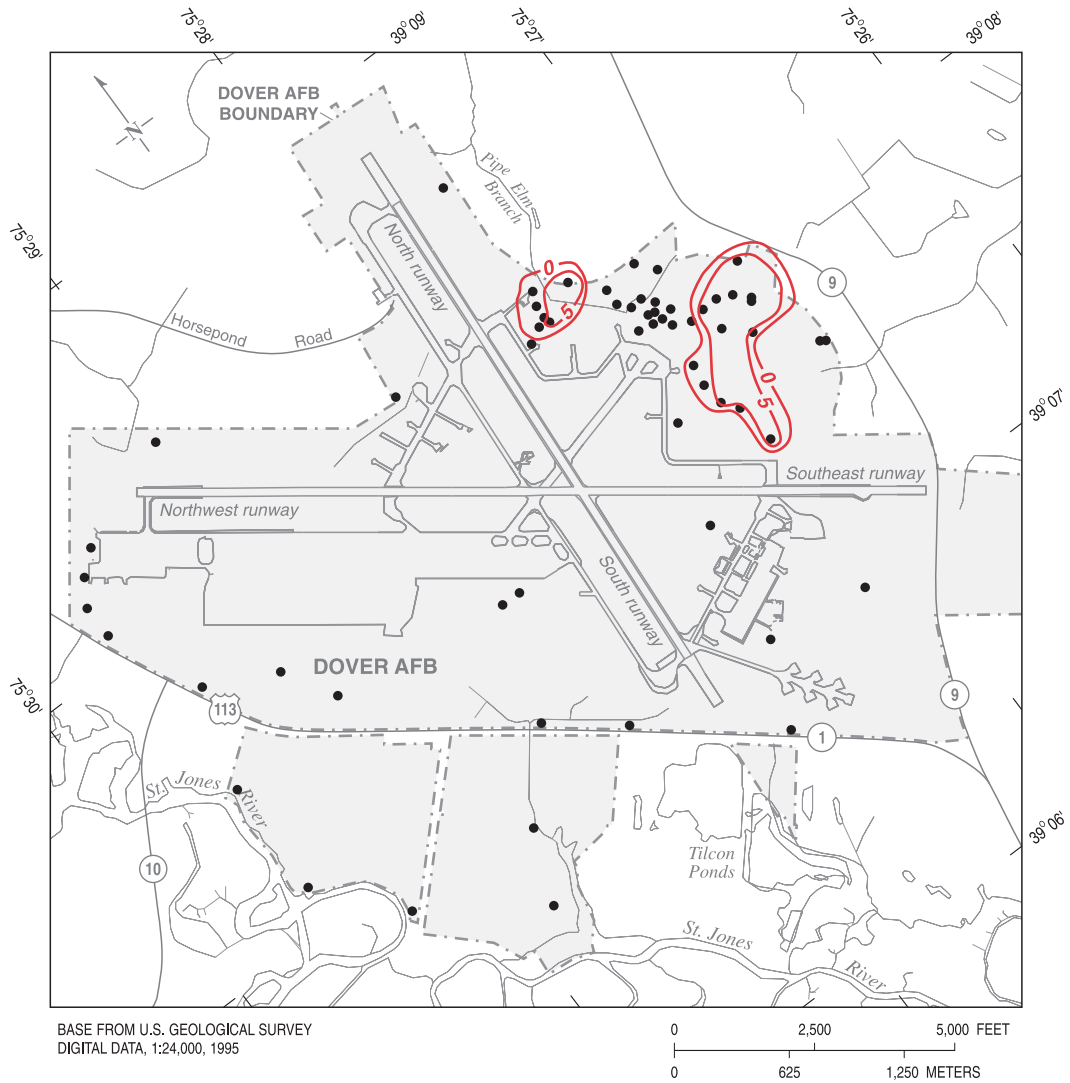 75°28'
39°09'
75°27'
75°26'
39°08'
DOVER AFB
BOUNDARY
N
Pipe Elm
Branch
75°29'
North runway
0
5
9
Horsepond Road
0
5
39°07'
Southeast runway
Northwest runway
South runway
DOVER AFB
75°30'
113
9
1
St. Jones
River
39°06'
10
Tilcon
Ponds
St. Jones
River
BASE FROM U.S. GEOLOGICAL SURVEY
DIGITAL DATA, 1:24,000, 1995
0 2,500 5,000 FEET
0 625 1,250 METERS